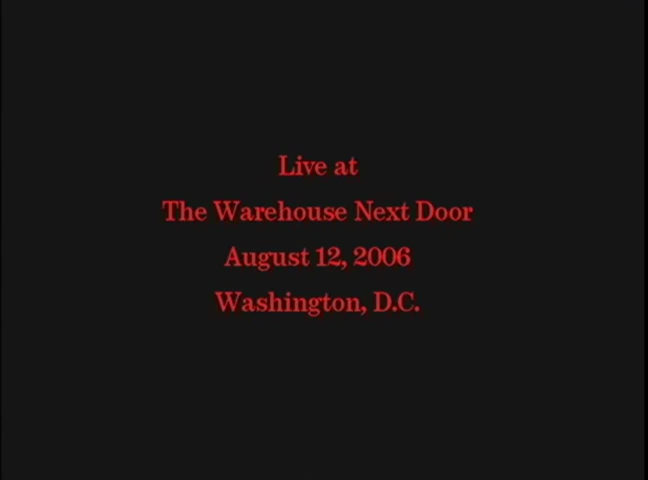 Live at
The Warehouse Next Door
August 12, 2006
Washington, D.C.